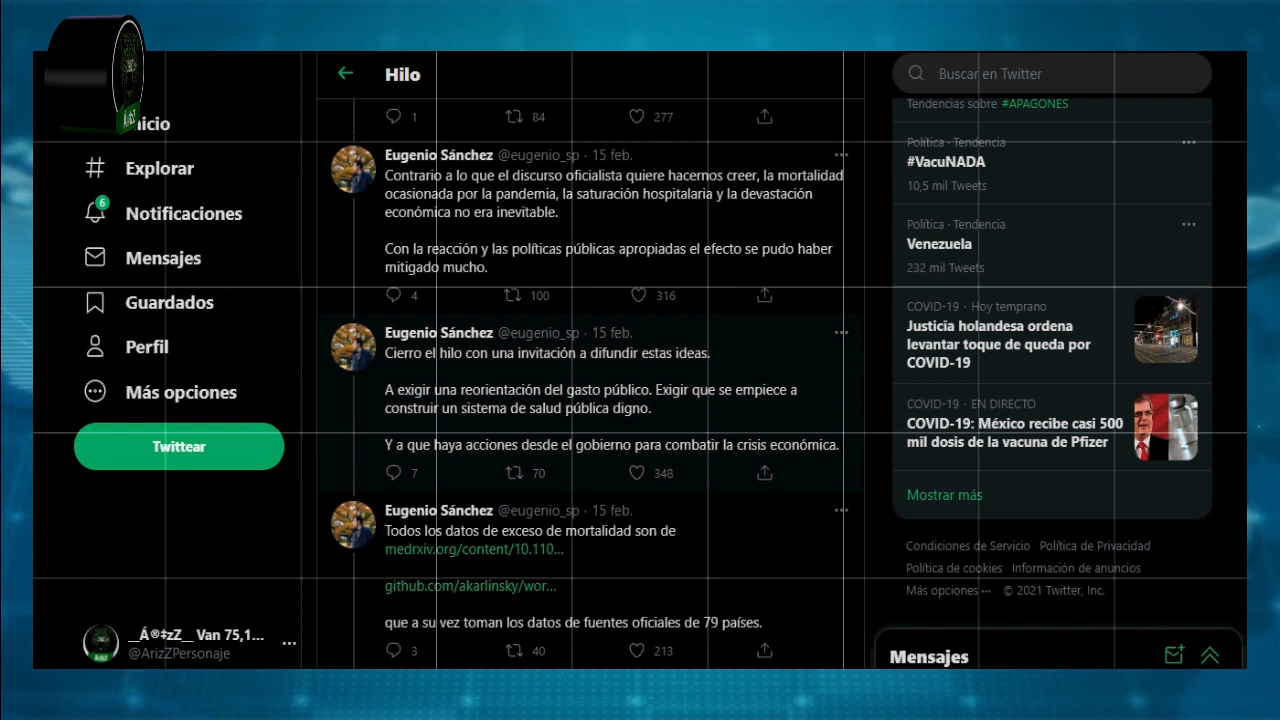 ArizZ
nicio
Explorar
6
Notificaciones
Mensajes
Guardados
Perfil
Más opciones
Twittear
__Á®‡zZ__ Van 75,1...
@ArizZPersonaje
Hilo
1 84 277
Eugenio Sánchez @eugenio_sp · 15 feb.
Contrario a lo que el discurso oficialista quiere hacernos creer, la mortalidad
ocasionada por la pandemia, la saturación hospitalaria y la devastación
económica no era inevitable.
Con la reacción y las políticas públicas apropiadas el efecto se pudo haber
mitigado mucho.
4 100 316
Eugenio Sánchez @eugenio_sp · 15 feb.
Cierro el hilo con una invitación a difundir estas ideas.
A exigir una reorientación del gasto público. Exigir que se empiece a
construir un sistema de salud pública digno.
Y a que haya acciones desde el gobierno para combatir la crisis económica.
7 70 348
Eugenio Sánchez @eugenio_sp · 15 feb.
Todos los datos de exceso de mortalidad son de
medrxiv.org/content/10.110...
github.com/akarlinsky/wor...
que a su vez toman los datos de fuentes oficiales de 79 países.
3 40 213
Buscar en Twitter
Tendencias sobre #APAGONES
Política · Tendencia
#VacuNADA
10,5 mil Tweets
Política · Tendencia
Venezuela
232 mil Tweets
COVID-19 · Hoy temprano
Justicia holandesa ordena
levantar toque de queda por
COVID-19
COVID-19 · EN DIRECTO
COVID-19: México recibe casi 500
mil dosis de la vacuna de Pfizer
Mostrar más
Condiciones de Servicio Política de Privacidad
Política de cookies Información de anuncios
Más opciones ··· © 2021 Twitter, Inc.
Mensajes